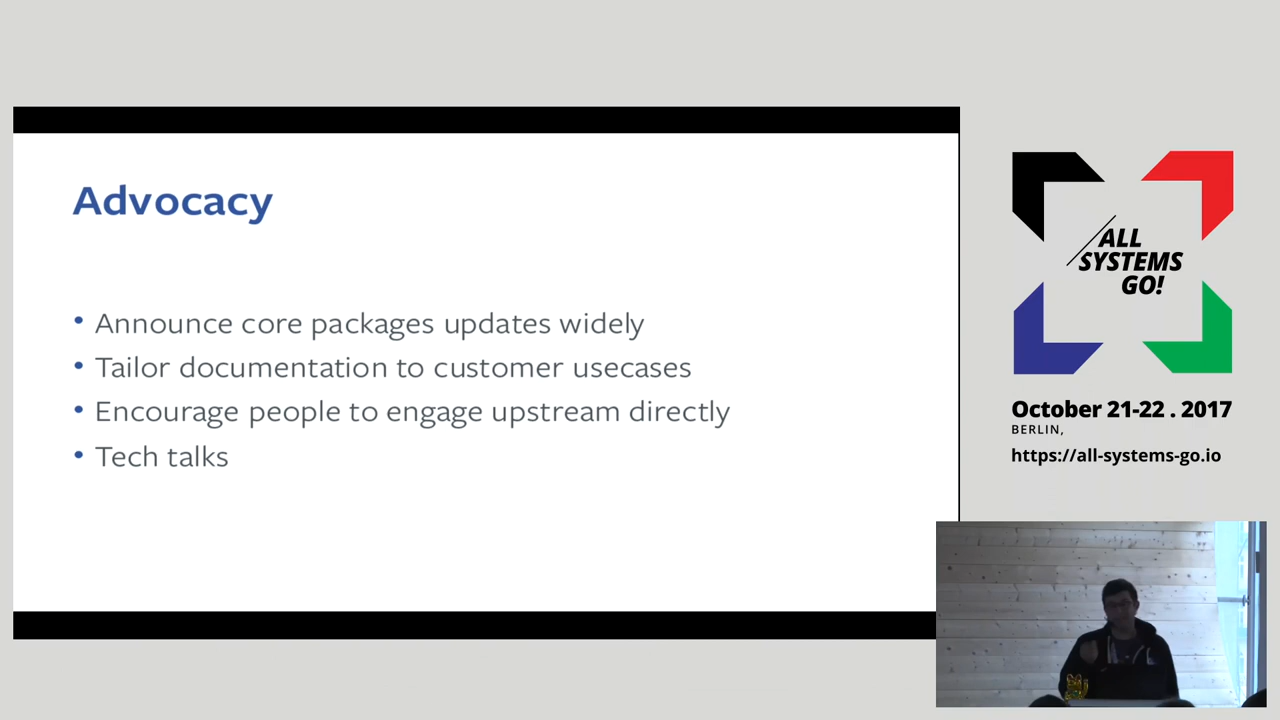 Advocacy
• Announce core packages updates widely
• Tailor documentation to customer usecases
• Encourage people to engage upstream directly
• Tech talks
ALL
SYSTEMS
GO!
October 21-22 . 2017
BERLIN,
https://all-systems-go.io